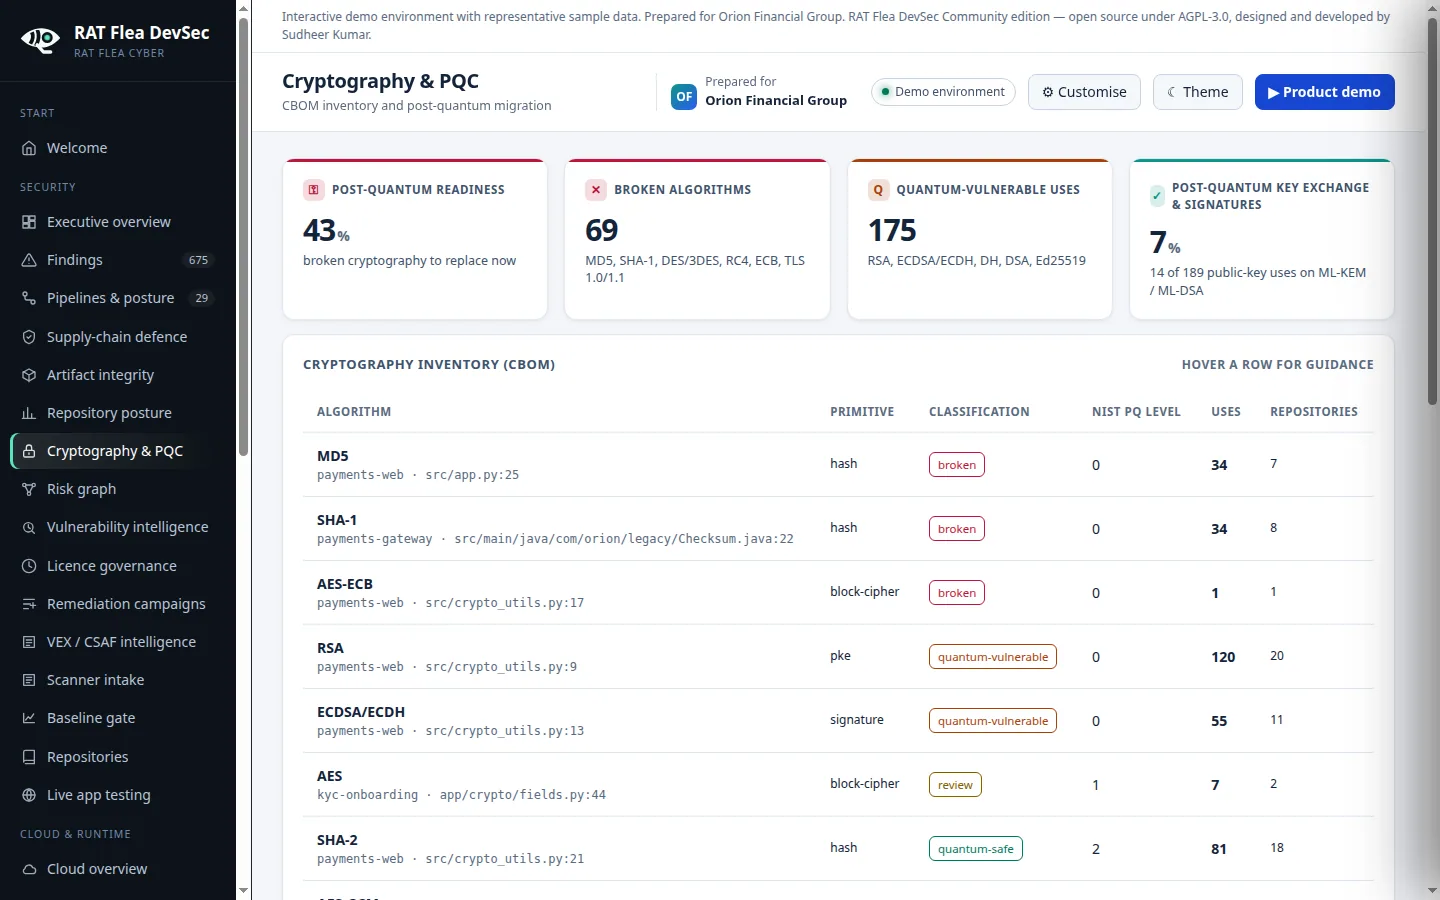 RAT Flea DevSec
RAT FLEA CYBER
START
Welcome
SECURITY
Executive overview
Findings 675
Pipelines & posture 29
Supply-chain defence
Artifact integrity
Repository posture
Cryptography & PQC
Risk graph
Vulnerability intelligence
Licence governance
Remediation campaigns
VEX / CSAF intelligence
Scanner intake
Baseline gate
Repositories
Live app testing
CLOUD & RUNTIME
Cloud overview
Interactive demo environment with representative sample data. Prepared for Orion Financial Group. RAT Flea DevSec Community edition — open source under AGPL-3.0, designed and developed by
Sudheer Kumar.
Cryptography & PQC
CBOM inventory and post-quantum migration
OF
Prepared for
Orion Financial Group
Demo environment
⚙ Customise
☾ Theme
▶ Product demo
POST-QUANTUM READINESS
43%
broken cryptography to replace now
✕ BROKEN ALGORITHMS
69
MD5, SHA-1, DES/3DES, RC4, ECB, TLS
1.0/1.1
Q QUANTUM-VULNERABLE USES
175
RSA, ECDSA/ECDH, DH, DSA, Ed25519
✓ POST-QUANTUM KEY EXCHANGE
& SIGNATURES
7%
14 of 189 public-key uses on ML-KEM
/ ML-DSA
CRYPTOGRAPHY INVENTORY (CBOM) HOVER A ROW FOR GUIDANCE
ALGORITHM PRIMITIVE CLASSIFICATION NIST PQ LEVEL USES REPOSITORIES
MD5
payments-web · src/app.py:25
hash broken 0 34 7
SHA-1
payments-gateway · src/main/java/com/orion/legacy/Checksum.java:22
hash broken 0 34 8
AES-ECB
payments-web · src/crypto_utils.py:17
block-cipher broken 0 1 1
RSA
payments-web · src/crypto_utils.py:9
pke quantum-vulnerable 0 120 20
ECDSA/ECDH
payments-web · src/crypto_utils.py:13
signature quantum-vulnerable 0 55 11
AES
kyc-onboarding · app/crypto/fields.py:44
block-cipher review 1 7 2
SHA-2
payments-web · src/crypto_utils.py:21
hash quantum-safe 2 81 18